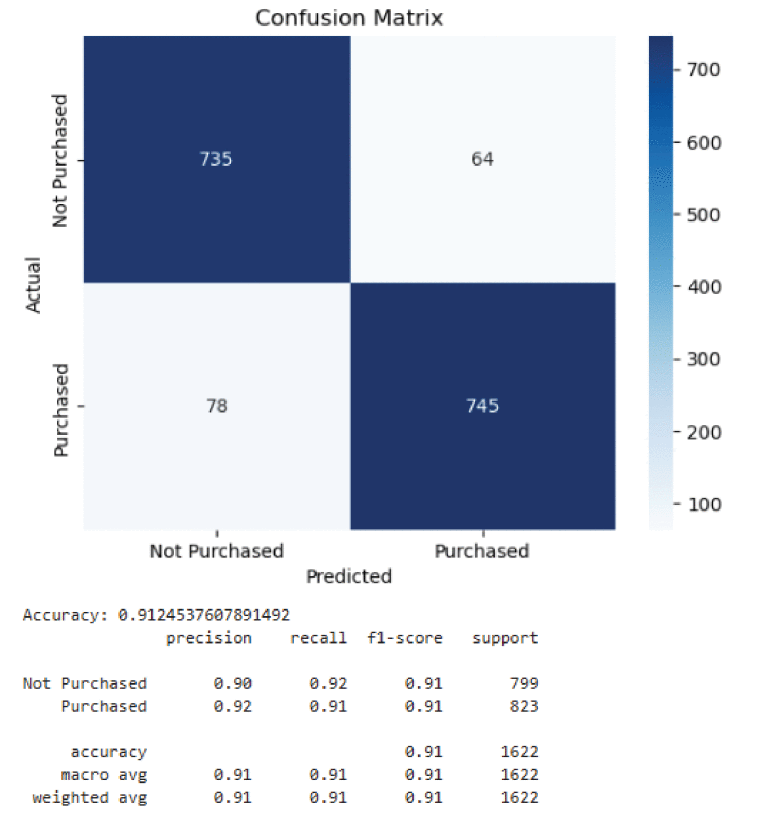 Confusion Matrix
Not Purchased
735
64
700
600
500
400
300
200
100
Actual
Purchased
78
745
Not Purchased
Purchased
Predicted
Accuracy: 0.9124537607891492
precision recall f1-score support
Not Purchased 0.90 0.92 0.91 799
Purchased 0.92 0.91 0.91 823
accuracy 0.91 1622
macro avg 0.91 0.91 0.91 1622
weighted avg 0.91 0.91 0.91 1622